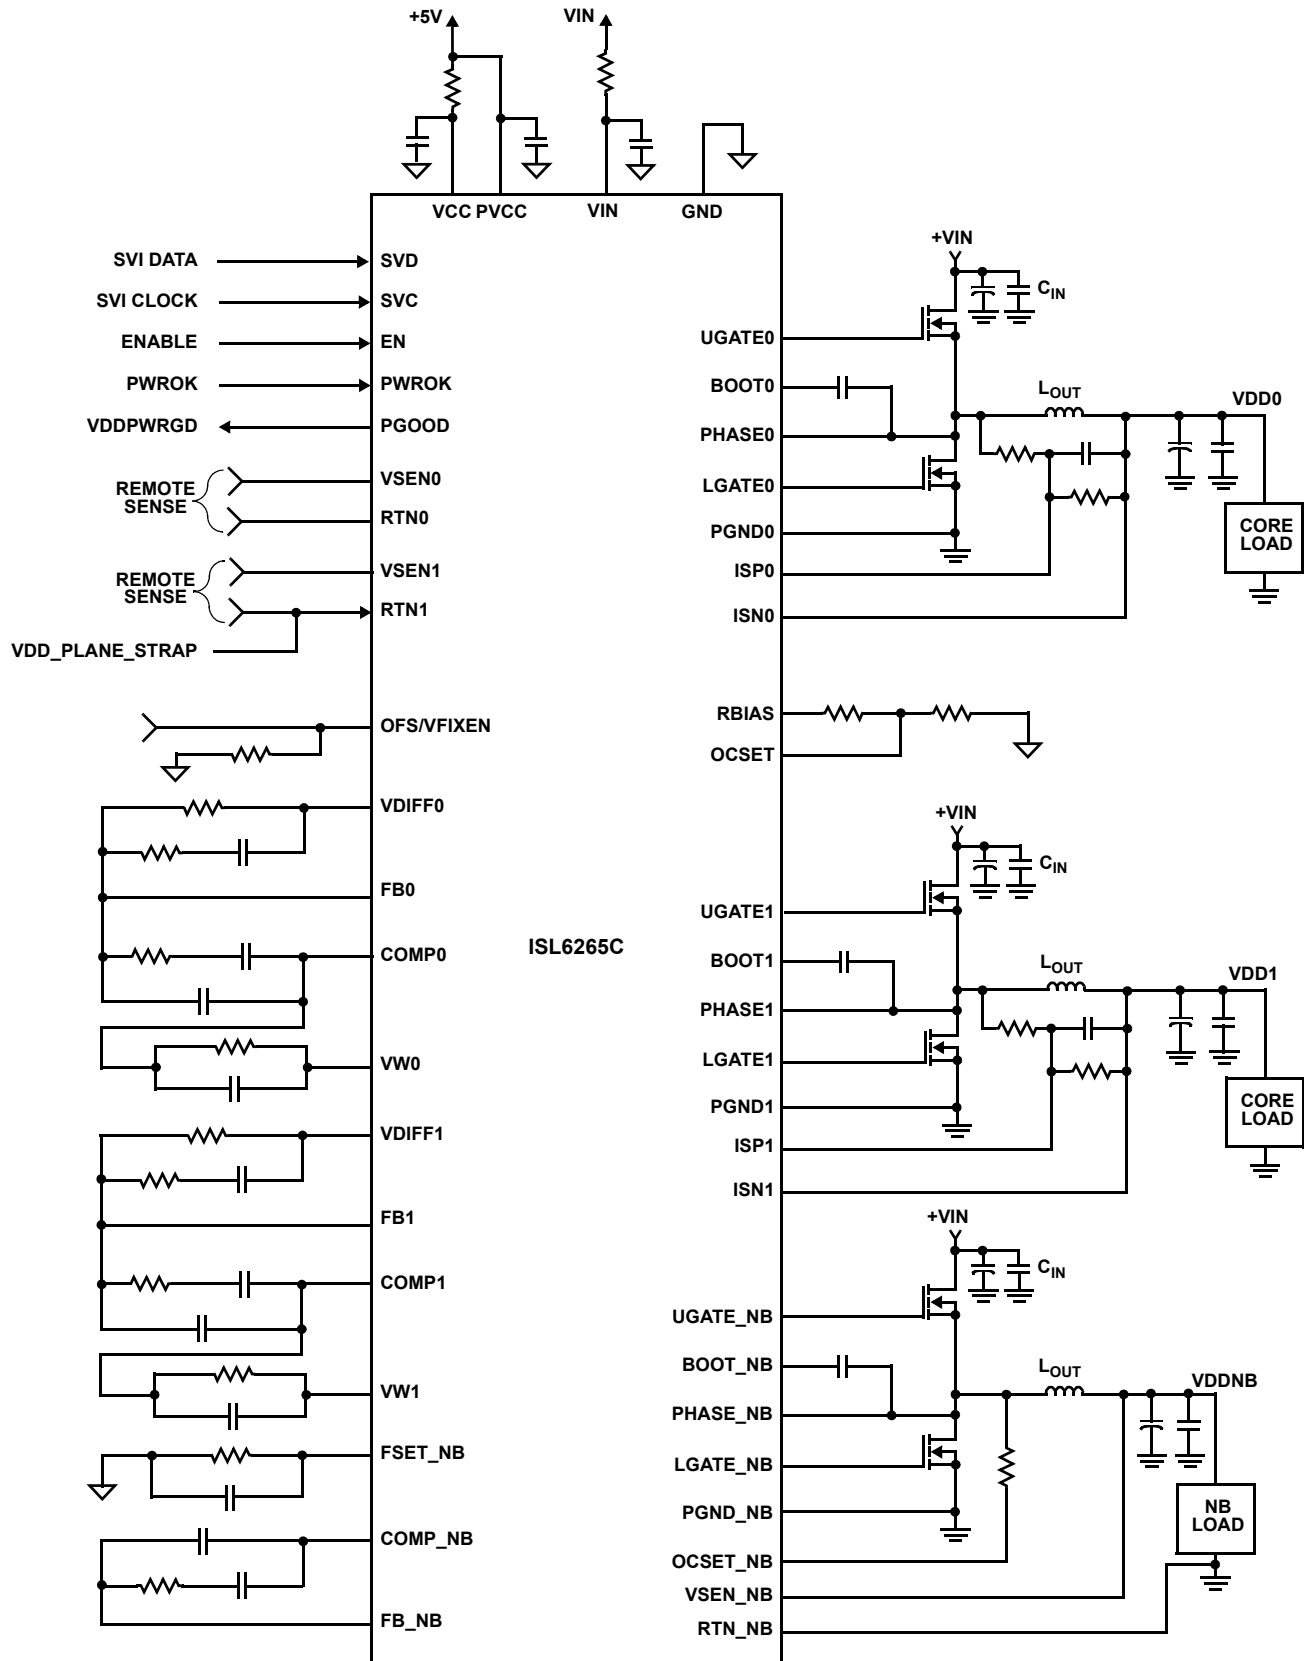 +5V
VIN
VCC PVCC
VIN
GND
SVI DATA
SVD
SVI CLOCK
SVC
ENABLE
EN
PWROK
PWROK
VDDPWRGD
PGOOD
REMOTE
SENSE
VSEN0
RTN0
REMOTE
SENSE
VSEN1
RTN1
VDD_PLANE_STRAP
OFS/VFIXEN
VDIFF0
FB0
COMP0
VW0
VDIFF1
FB1
COMP1
VW1
FSET_NB
COMP_NB
FB_NB
ISL6265C
+VIN
CIN
UGATE0
BOOT0
LOUT
VDD0
PHASE0
LGATE0
PGND0
CORE
LOAD
ISP0
ISN0
RBIAS
OCSET
+VIN
CIN
UGATE1
BOOT1
LOUT
VDD1
PHASE1
LGATE1
PGND1
CORE
LOAD
ISP1
ISN1
+VIN
CIN
UGATE_NB
BOOT_NB
LOUT
VDDNB
PHASE_NB
LGATE_NB
PGND_NB
NB
LOAD
OCSET_NB
VSEN_NB
RTN_NB